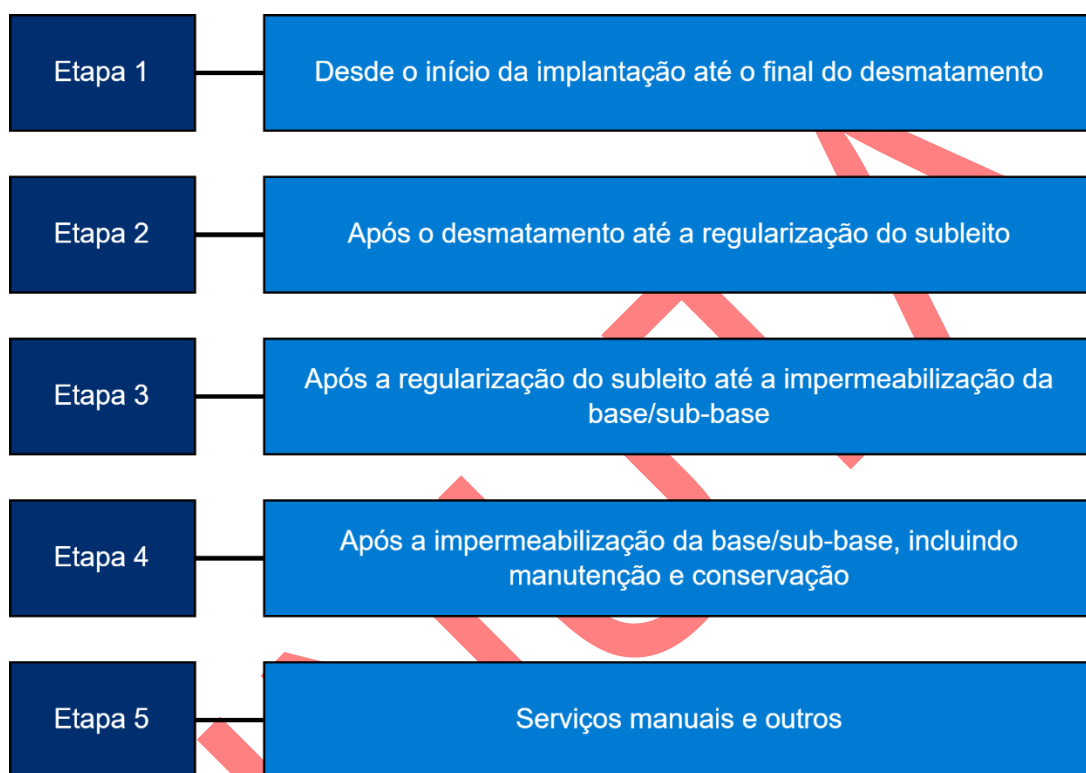 Etapa 1
Desde o início da implantação até o final do desmatamento
Etapa 2
Após o desmatamento até a regularização do subleito
Etapa 3
Após a regularização do subleito até a impermeabilização da
base/sub-base
Etapa 4
Após a impermeabilização da base/sub-base, incluindo
manutenção e conservação
Etapa 5
Serviços manuais e outros